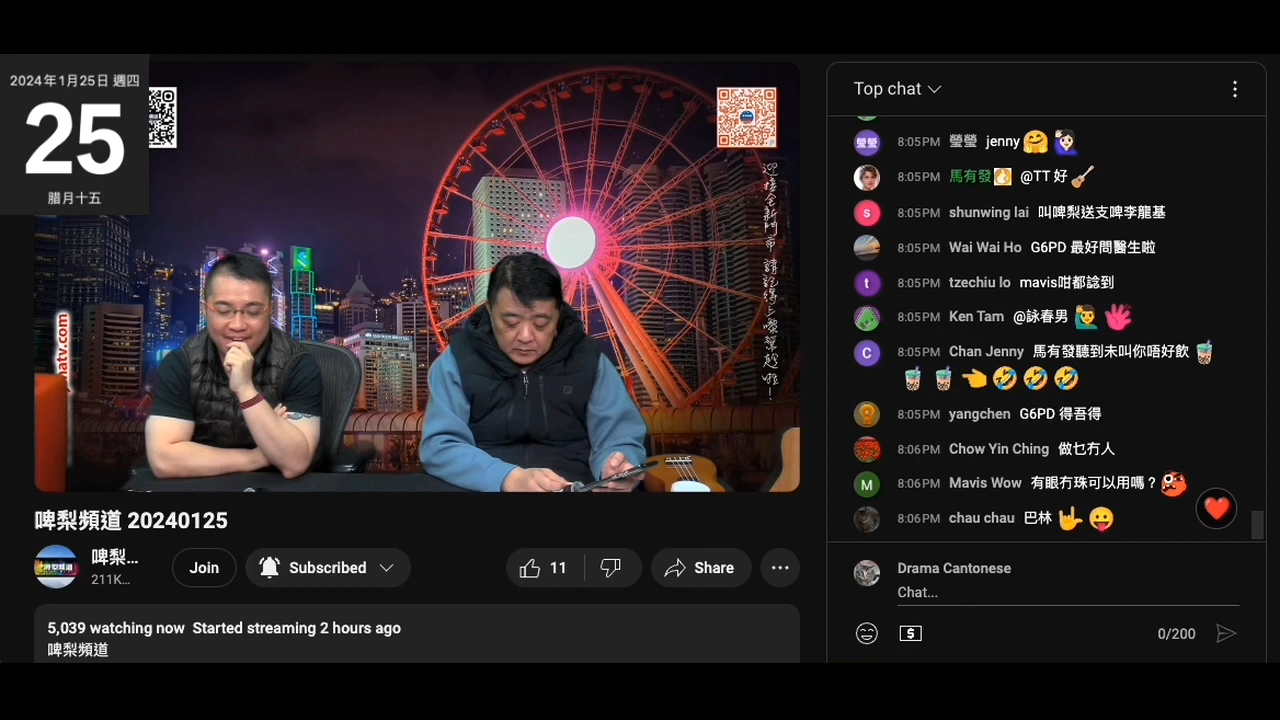 2024年1月25日 週四
25
臘月十五
atv.com
啤梨頻道 20240125
啤梨...
211K...
Join
Subscribed
11
Share
5,039 watching now Started streaming 2 hours ago
啤梨頻道
Top chat
8:05PM 瑩瑩 jenny
8:05PM 馬有發 @TT 好
8:05PM shunwing lai 叫啤梨送支啤李龍基
8:05PM Wai Wai Ho G6PD 最好問醫生啦
8:05PM tzechiu lo mavis咁都諗到
8:05PM Ken Tam @詠春男
8:05PM Chan Jenny 馬有發聽到未叫你唔好飲
8:05PM yangchen G6PD 得吾得
8:06PM Chow Yin Ching 做乜冇人
8:06PM Mavis Wow 有眼冇珠可以用嗎？
8:06PM chau chau 巴林
Drama Cantonese
Chat...
0/200